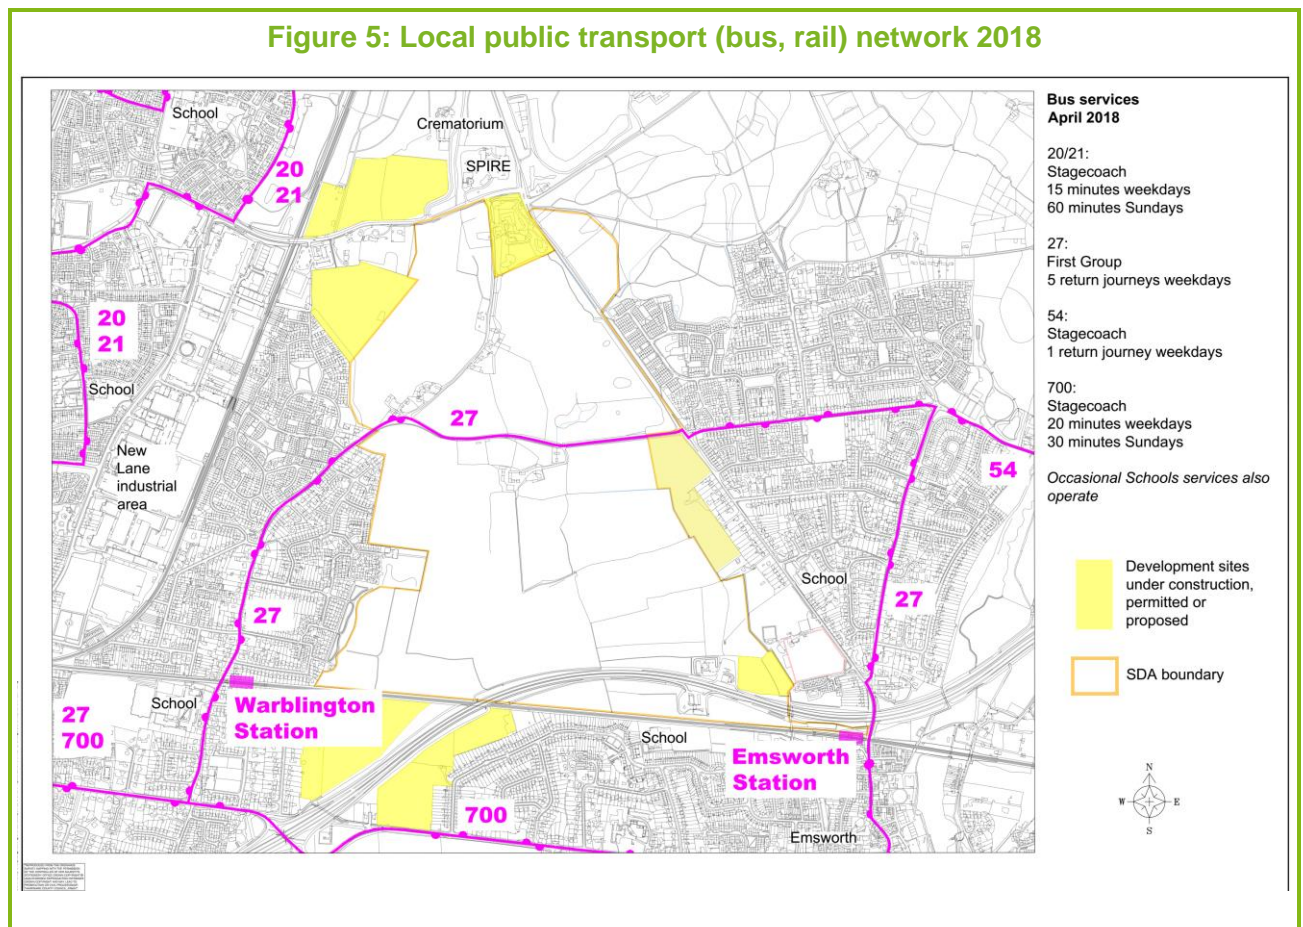 Figure 5: Local public transport (bus, rail) network 2018
School
Crematorium
SPIRE
20
21
20
21
School
New
Lane
industrial
area
27
54
School
27
27
School
Warblington
Station
27
700
School
Emsworth
Station
700
Emsworth
Bus services
April 2018
20/21:
Stagecoach
15 minutes weekdays
60 minutes Sundays
27:
First Group
5 return journeys weekdays
54:
Stagecoach
1 return journey weekdays
700:
Stagecoach
20 minutes weekdays
30 minutes Sundays
Occasional Schools services also
operate
Development sites
under construction,
permitted or
proposed
SDA boundary
N
W
E
S